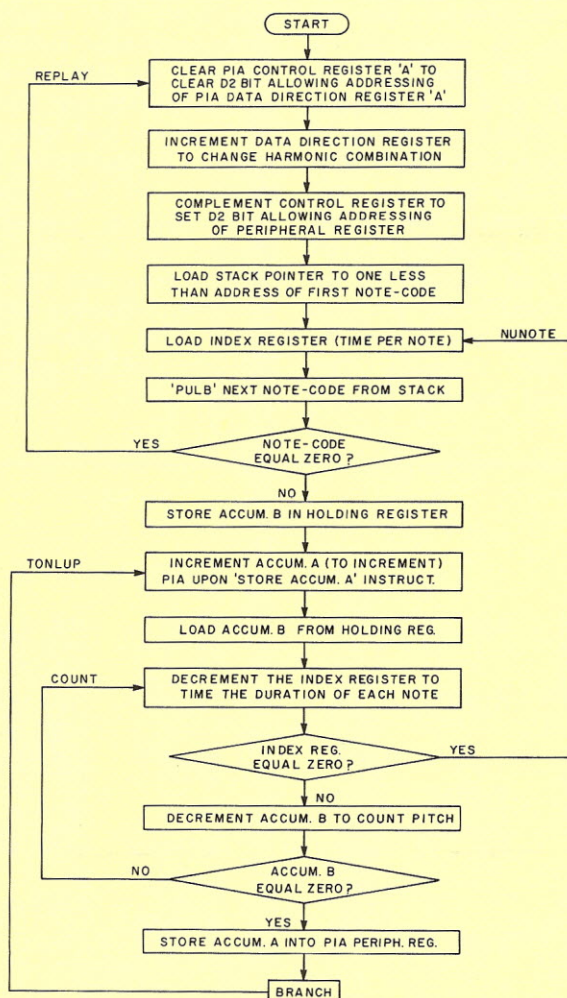 START
REPLAY
CLEAR PIA CONTROL REGISTER 'A' TO
CLEAR D2 BIT ALLOWING ADDRESSING
OF PIA DATA DIRECTION REGISTER 'A'
INCREMENT DATA DIRECTION REGISTER
TO CHANGE HARMONIC COMBINATION
COMPLEMENT CONTROL REGISTER TO
SET D2 BIT ALLOWING ADDRESSING
OF PERIPHERAL REGISTER
LOAD STACK POINTER TO ONE LESS
THAN ADDRESS OF FIRST NOTE-CODE
LOAD INDEX REGISTER (TIME PER NOTE)
NUNOTE
'PULB' NEXT NOTE-CODE FROM STACK
YES
NOTE-CODE
EQUAL ZERO?
NO
STORE ACCUM. B IN HOLDING REGISTER
TONLUP
INCREMENT ACCUM. A (TO INCREMENT)
PIA UPON 'STORE ACCUM. A' INSTRUCT.
LOAD ACCUM. B FROM HOLDING REG.
COUNT
DECREMENT THE INDEX REGISTER TO
TIME THE DURATION OF EACH NOTE
INDEX REG.
EQUAL ZERO?
YES
NO
DECREMENT ACCUM. B TO COUNT PITCH
NO
ACCUM. B
EQUAL ZERO?
YES
STORE ACCUM. A INTO PIA PERIPH. REG.
BRANCH